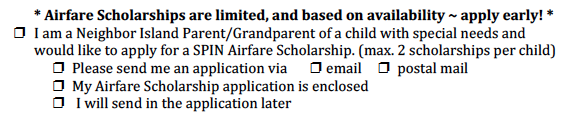 * Airfare Scholarships are limited, and based on availability ~ apply early! *
❒ I am a Neighbor Island Parent/Grandparent of a child with special needs and
would like to apply for a SPIN Airfare Scholarship. (max. 2 scholarships per child)
❒ Please send me an application via ❒ email ❒ postal mail
❒ My Airfare Scholarship application is enclosed
❒ I will send in the application later